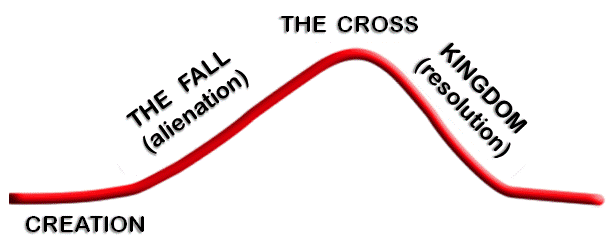 THE CROSS
THE FALL
(alienation)
KINGDOM
(resolution)
CREATION